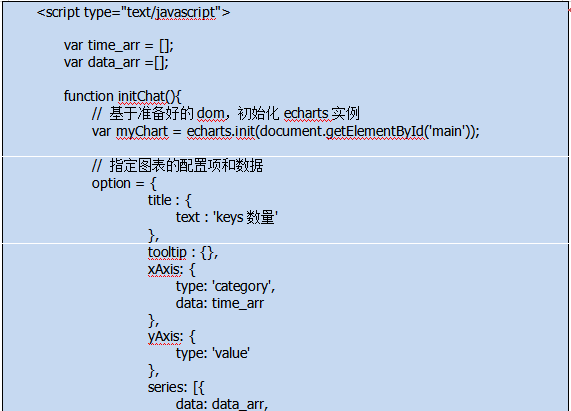 <script type="text/javascript">
var time_arr = [];
var data_arr =[];
function initChat(){
// 基于准备好的 dom，初始化 echarts 实例
var myChart = echarts.init(document.getElementById('main'));
// 指定图表的配置项和数据
option = {
title : {
text : 'keys 数量'
},
tooltip : {},
xAxis: {
type: 'category',
data: time_arr
},
yAxis: {
type: 'value'
},
series: [{
data: data_arr,